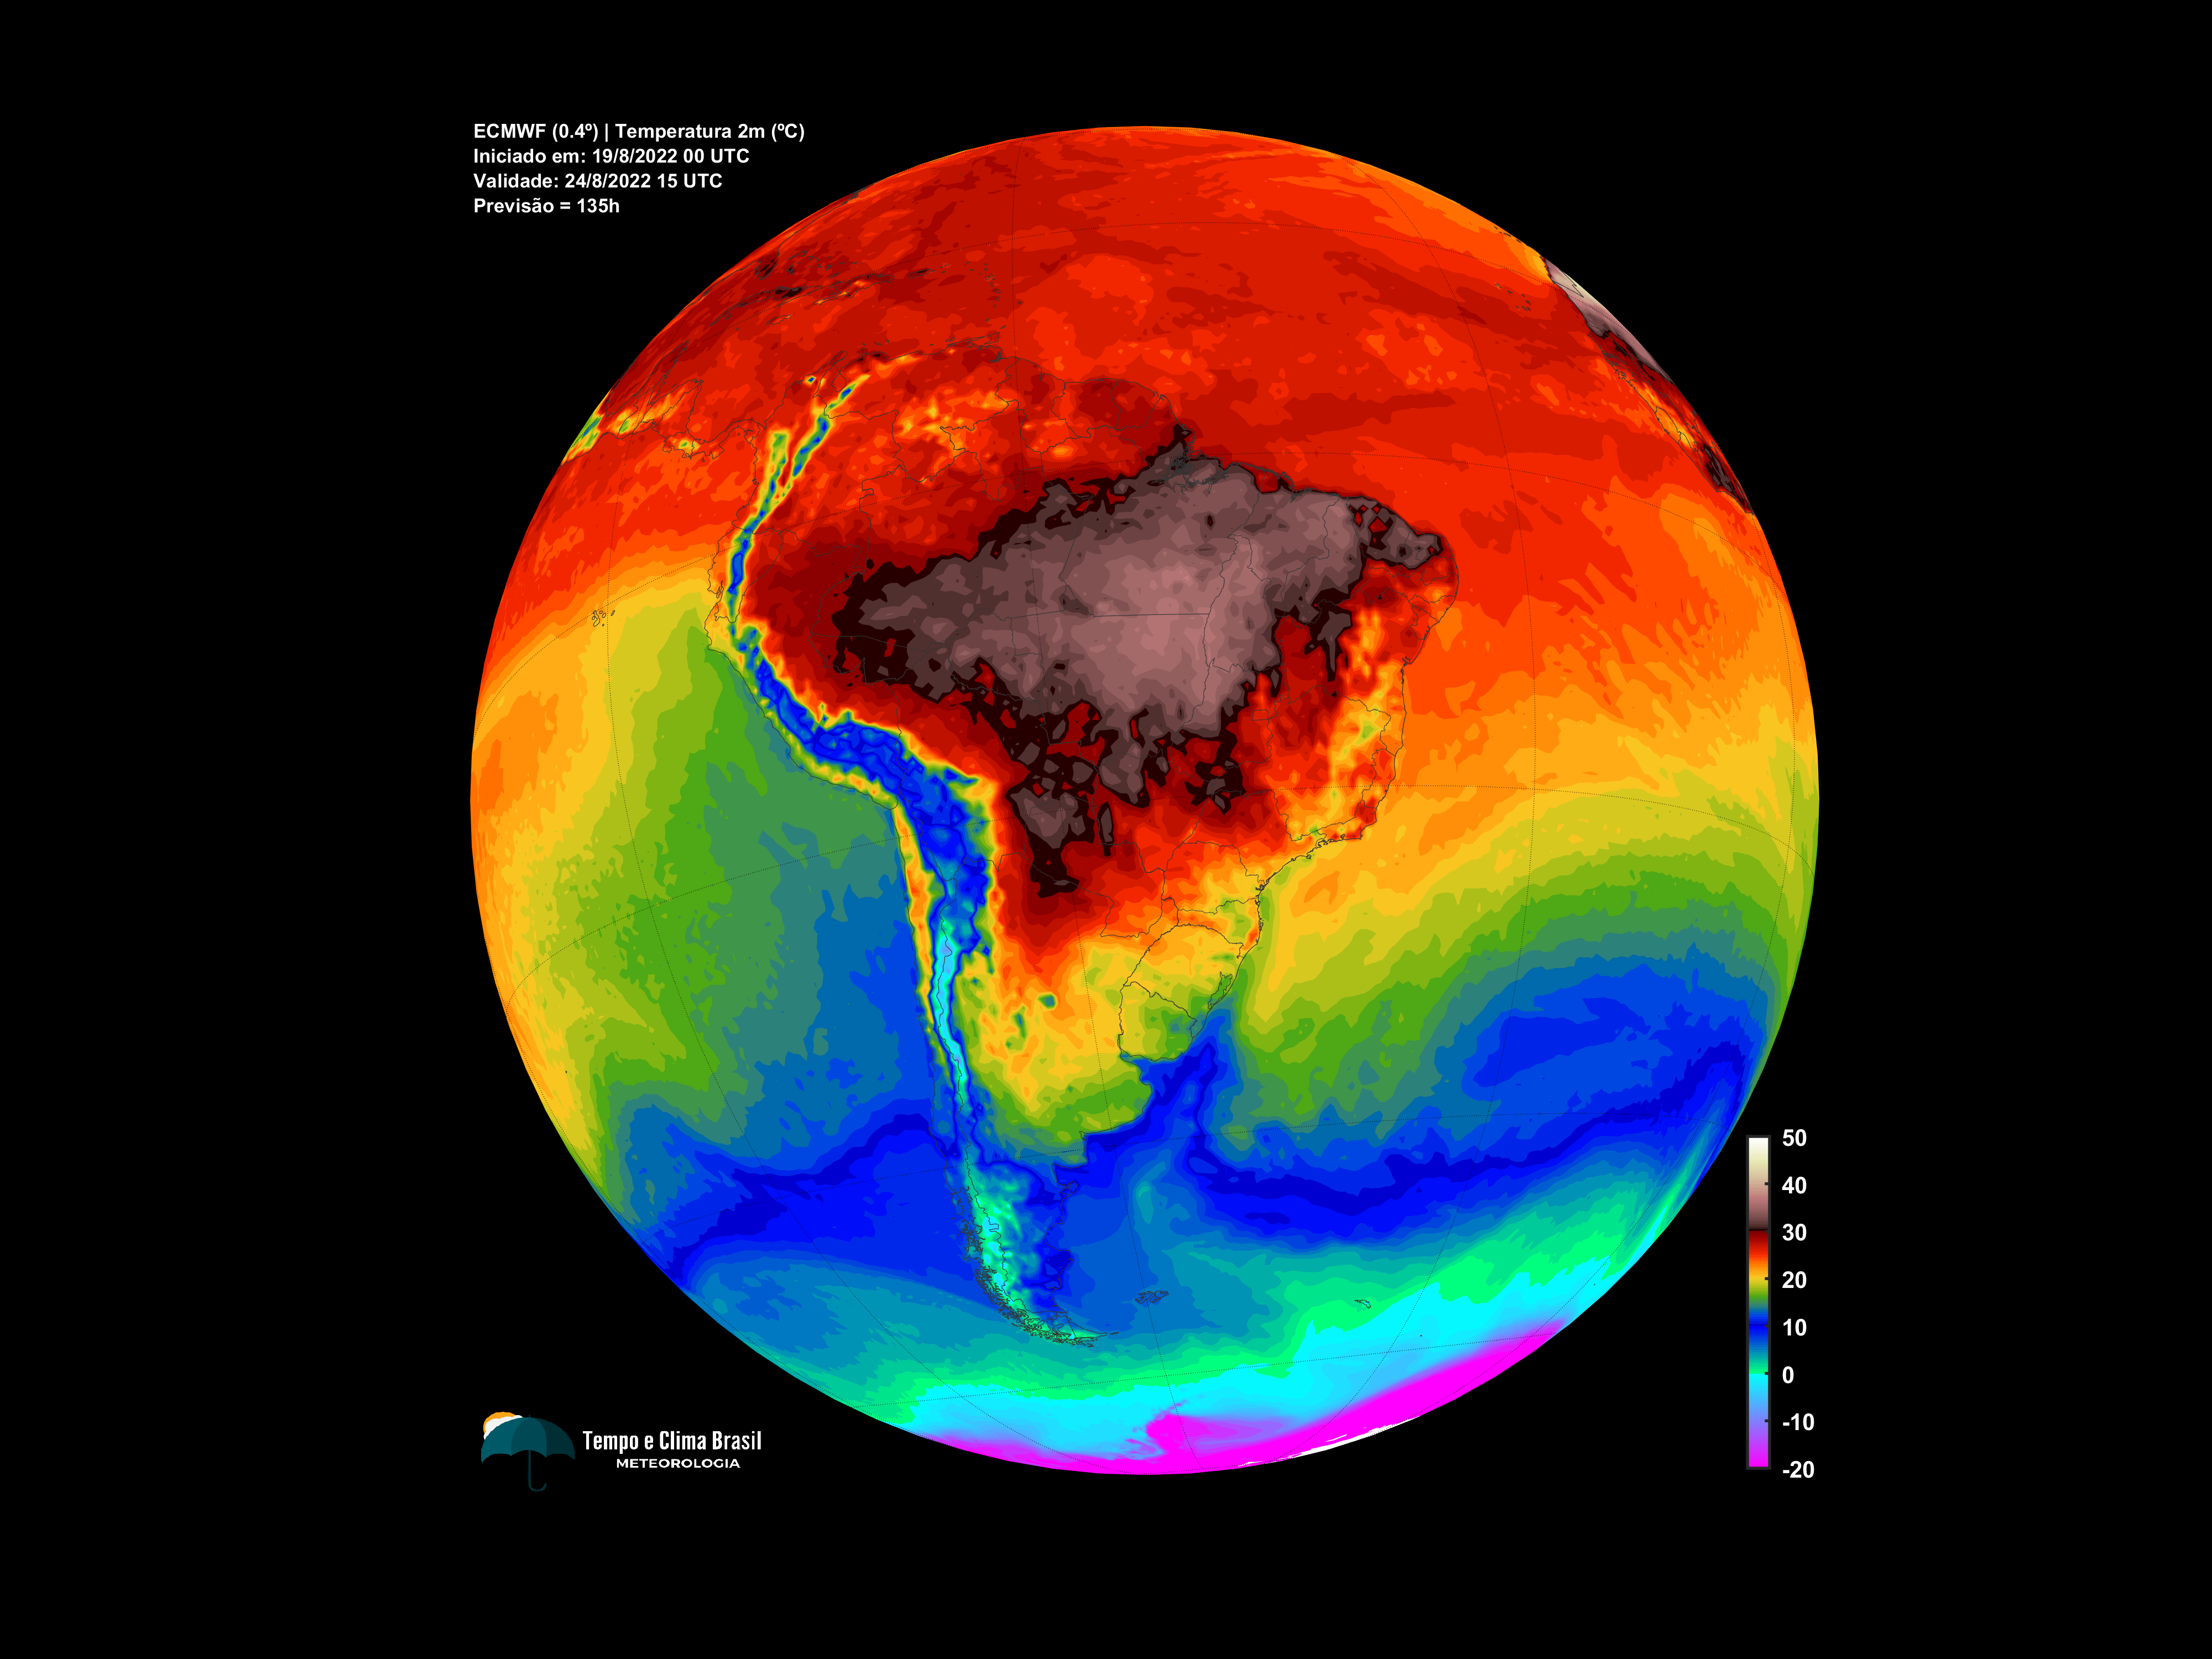 ECMWF (0.4º) | Temperatura 2m (ºC)
Iniciado em: 19/8/2022 00 UTC
Validade: 24/8/2022 15 UTC
Previsão = 135h
50
40
30
20
10
0
-10
-20
Tempo e Clima Brasil
METEOROLOGIA